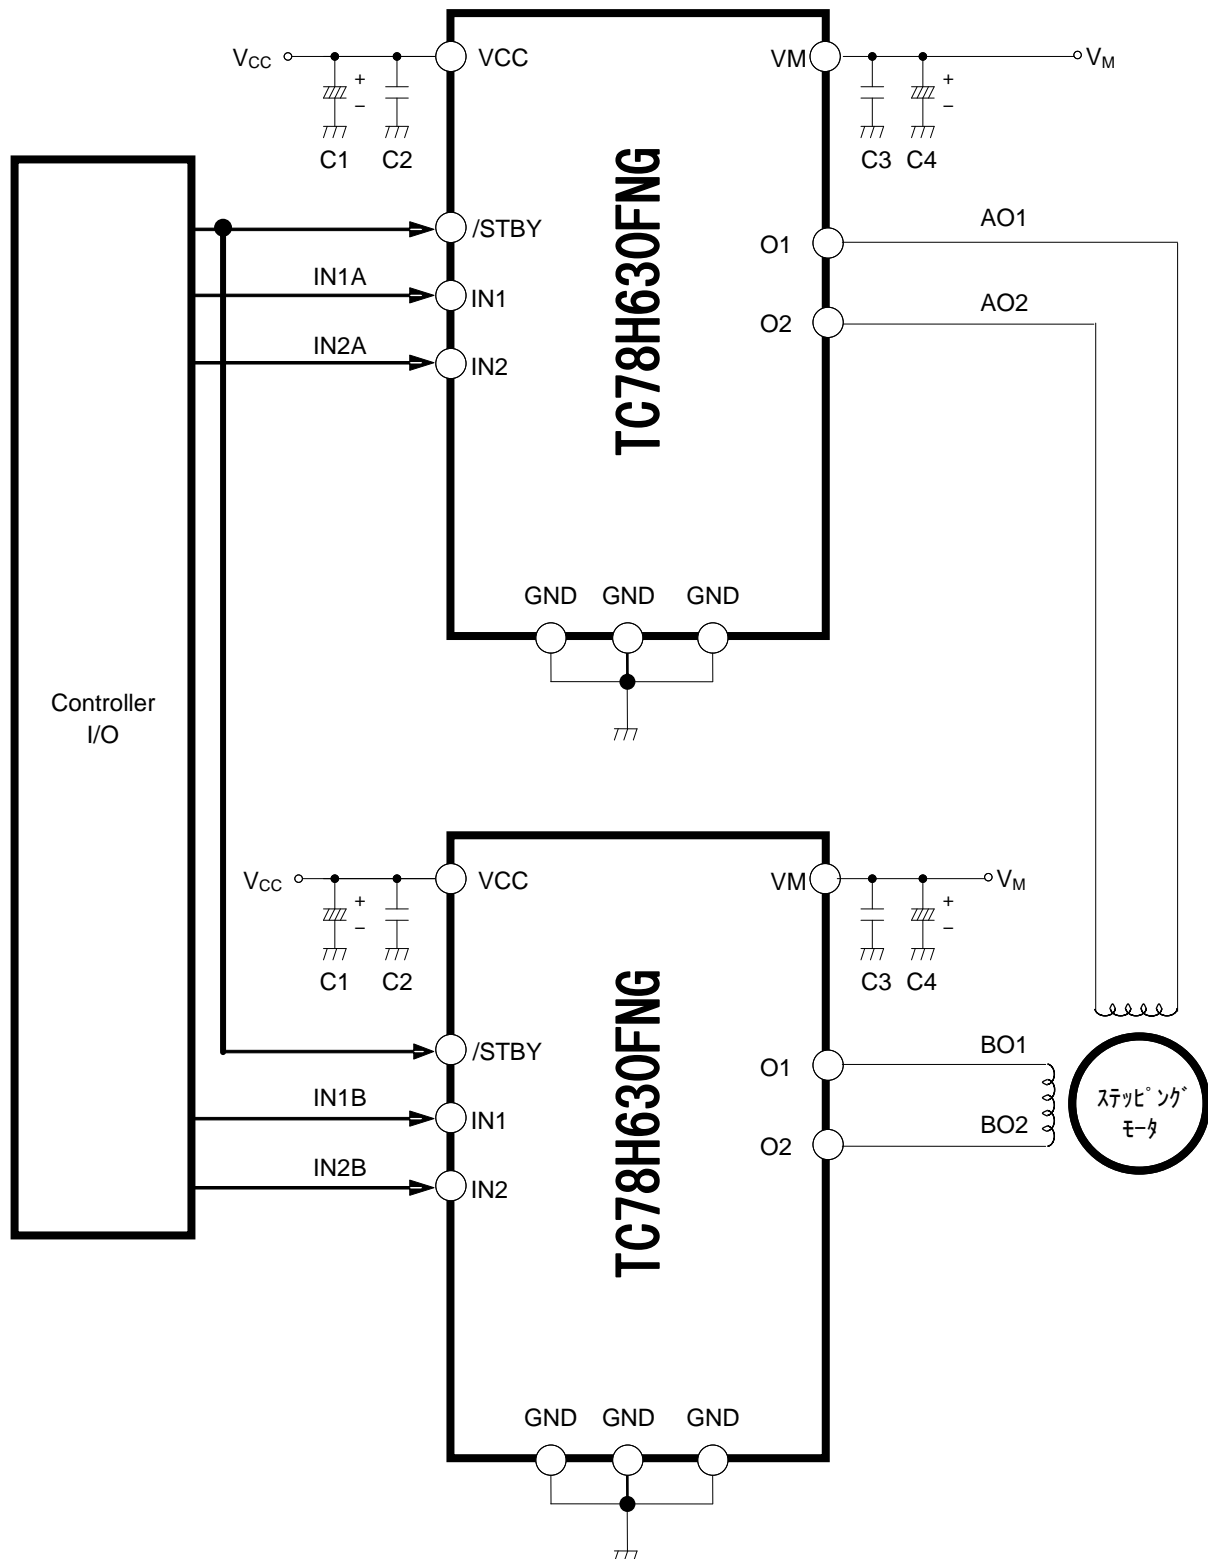 VCC VCC VM VM
+ − + −
C1 C2 C3 C4
/STBY
IN1A IN1
IN2A IN2
TC78H630FNG
O1 AO1
O2 AO2
GND GND GND
Controller
I/O
VCC VCC VM VM
+ − + −
C1 C2 C3 C4
/STBY
IN1B IN1
IN2B IN2
TC78H630FNG
O1 BO1
O2 BO2
ステッピング
モータ
GND GND GND